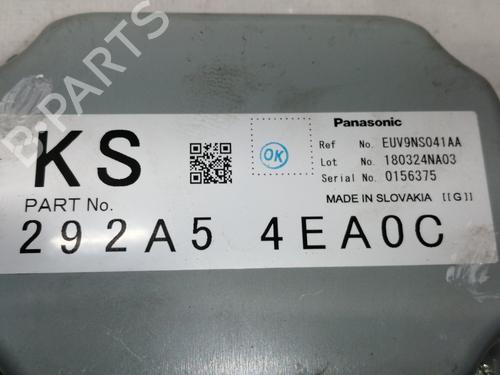 KS
OK
Panasonic
Ref No. EUV9NS041AA
Lot No. 180324NA03
Serial No. 0156375
MADE IN SLOVAKIA [[G]]
PART No.
292A5 4EA0C
B-PARTS